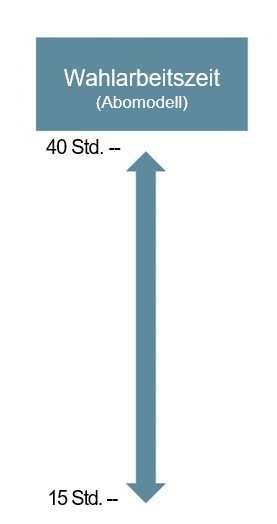 Wahlarbeitszeit
(Abomodell)
40 Std. --
15 Std. --